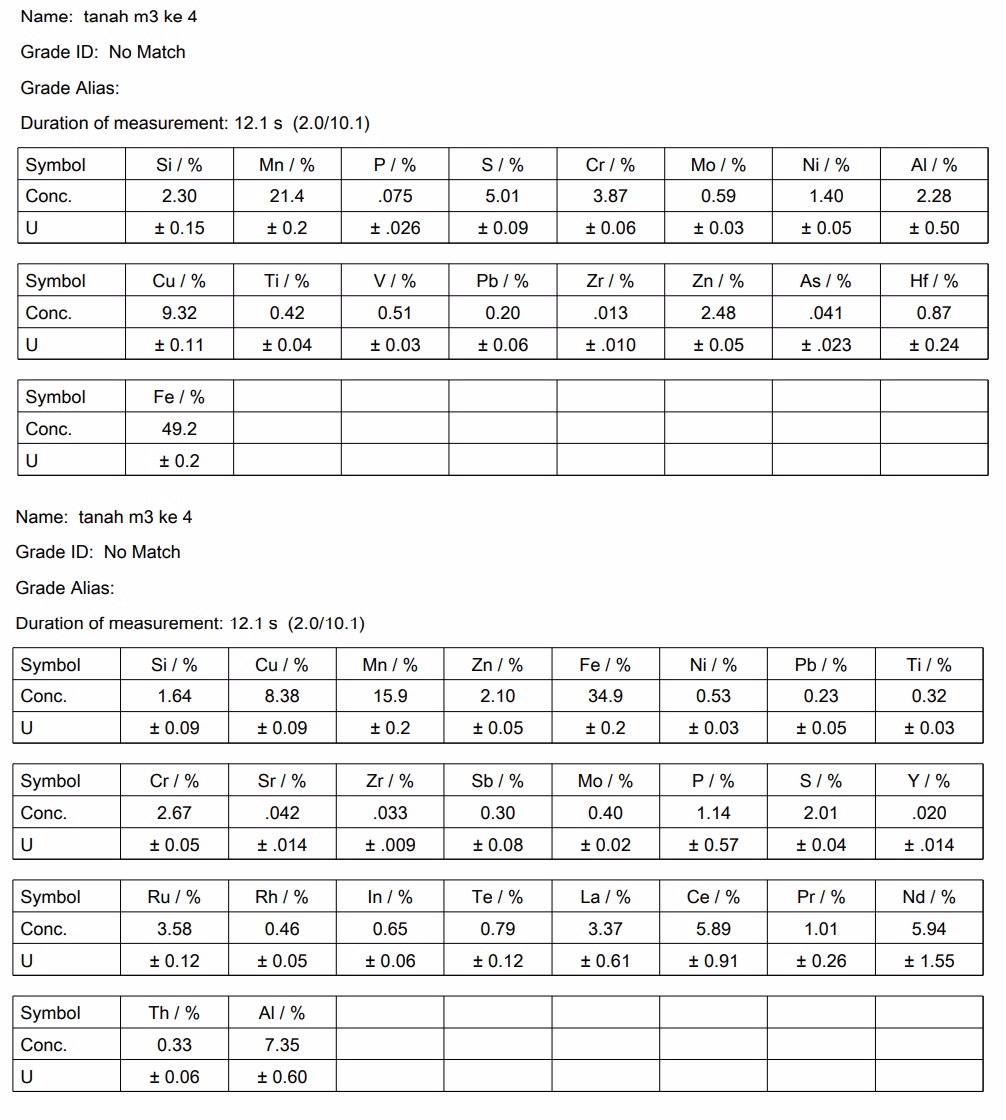 Name: tanah m3 ke 4
Grade ID: No Match
Grade Alias:
Duration of measurement: 12.1 s (2.0/10.1)
Symbol Si / % Mn / % P / % S / % Cr / % Mo / % Ni / % Al / %
Conc. 2.30 21.4 .075 5.01 3.87 0.59 1.40 2.28
U ± 0.15 ± 0.2 ± .026 ± 0.09 ± 0.06 ± 0.03 ± 0.05 ± 0.50
Symbol Cu / % Ti / % V / % Pb / % Zr / % Zn / % As / % Hf / %
Conc. 9.32 0.42 0.51 0.20 .013 2.48 .041 0.87
U ± 0.11 ± 0.04 ± 0.03 ± 0.06 ± .010 ± 0.05 ± .023 ± 0.24
Symbol Fe / %
Conc. 49.2
U ± 0.2
Name: tanah m3 ke 4
Grade ID: No Match
Grade Alias:
Duration of measurement: 12.1 s (2.0/10.1)
Symbol Si / % Cu / % Mn / % Zn / % Fe / % Ni / % Pb / % Ti / %
Conc. 1.64 8.38 15.9 2.10 34.9 0.53 0.23 0.32
U ± 0.09 ± 0.09 ± 0.2 ± 0.05 ± 0.2 ± 0.03 ± 0.05 ± 0.03
Symbol Cr / % Sr / % Zr / % Sb / % Mo / % P / % S / % Y / %
Conc. 2.67 .042 .033 0.30 0.40 1.14 2.01 .020
U ± 0.05 ± .014 ± .009 ± 0.08 ± 0.02 ± 0.57 ± 0.04 ± .014
Symbol Ru / % Rh / % In / % Te / % La / % Ce / % Pr / % Nd / %
Conc. 3.58 0.46 0.65 0.79 3.37 5.89 1.01 5.94
U ± 0.12 ± 0.05 ± 0.06 ± 0.12 ± 0.61 ± 0.91 ± 0.26 ± 1.55
Symbol Th / % Al / %
Conc. 0.33 7.35
U ± 0.06 ± 0.60